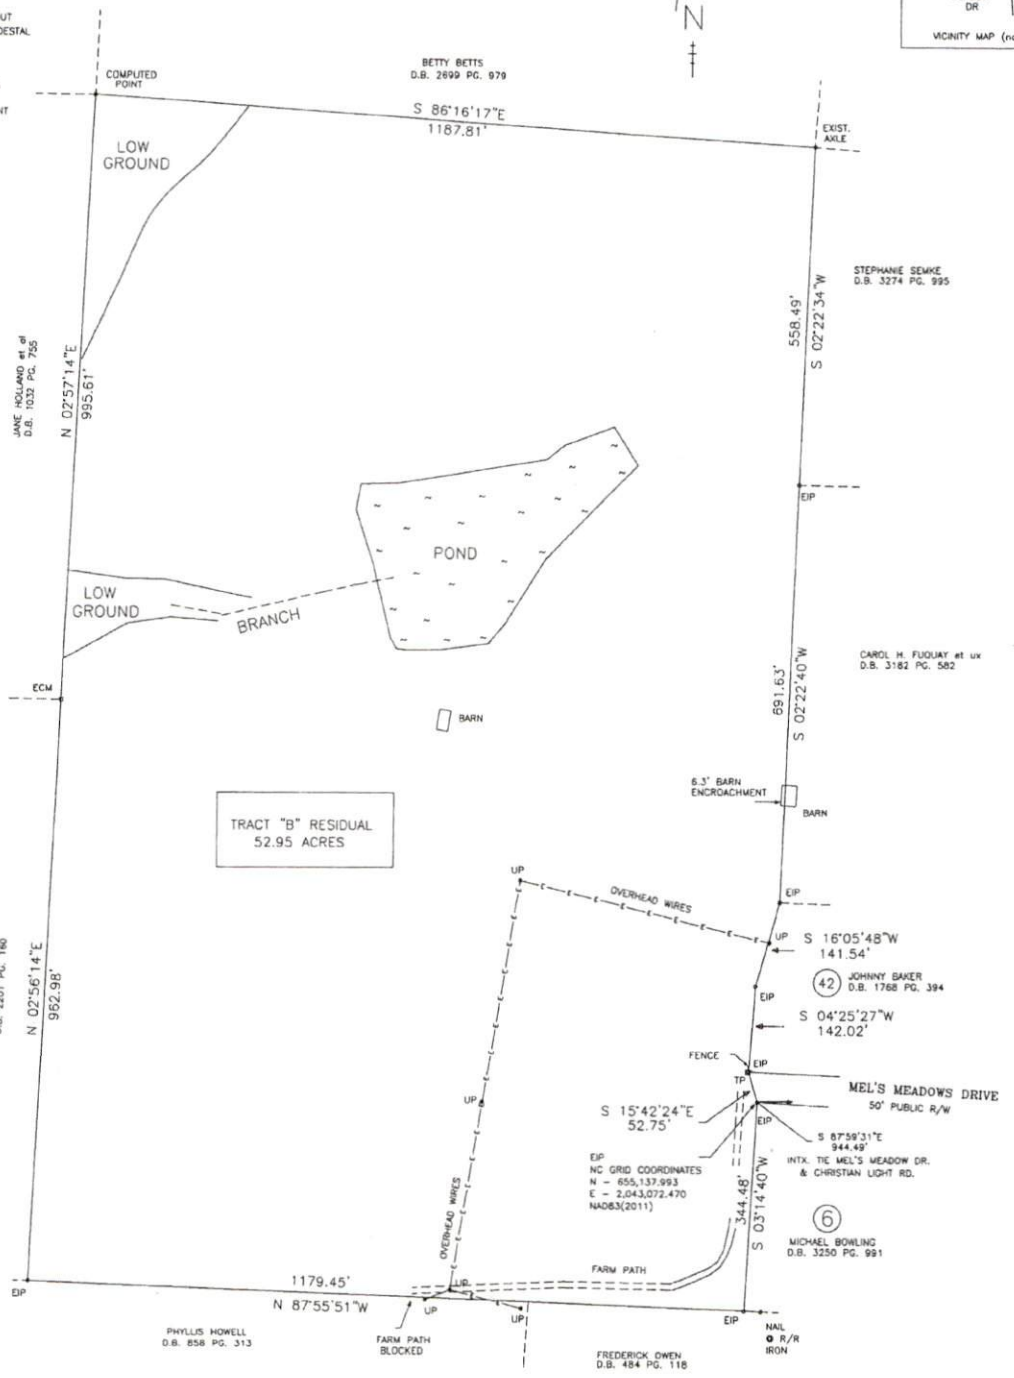 N
DR
VICINITY MAP
COMPUTED
POINT
BETTY BETTS
D.B. 2699 PG. 979
S 86°16'17"E
1187.81'
EXIST.
AXLE
LOW
GROUND
STEPHANIE SEMKE
D.B. 3274 PG. 995
558.49'
S 02°22'34"W
JANE HOLLAND et al
D.B. 1032 PG. 755
N 02°57'14"E
995.61'
EIP
POND
LOW
GROUND
BRANCH
ECM
BARN
CAROL H. FUQUAY et ux
D.B. 3182 PG. 582
691.63'
S 02°22'40"W
6.3' BARN
ENCROACHMENT
BARN
TRACT "B" RESIDUAL
52.95 ACRES
UP
OVERHEAD WIRES
EIP
UP
S 16°05'48"W
141.54'
42
JOHNNY BAKER
D.B. 1768 PG. 394
EIP
S 04°25'27"W
142.02'
PG. 160
N 02°56'14"E
962.98'
FENCE
EIP
TP
MEL'S MEADOWS DRIVE
50' PUBLIC R/W
UP
S 15°42'24"E
52.75'
EIP
S 87°59'31"E
944.49'
INTX. TIE MEL'S MEADOW DR.
& CHRISTIAN LIGHT RD.
EIP
NC GRID COORDINATES
N - 655,137.993
E - 2,043,072.470
NAD83(2011)
344.48'
S 03°14'40"W
6
MICHAEL BOWLING
D.B. 3250 PG. 991
OVERHEAD WIRES
FARM PATH
EIP
1179.45'
N 87°55'51"W
UP
UP
UP
EIP
NAIL
@ R/R
IRON
PHYLLIS HOWELL
D.B. 858 PG. 313
FARM PATH
BLOCKED
FREDERICK OWEN
D.B. 484 PG. 118